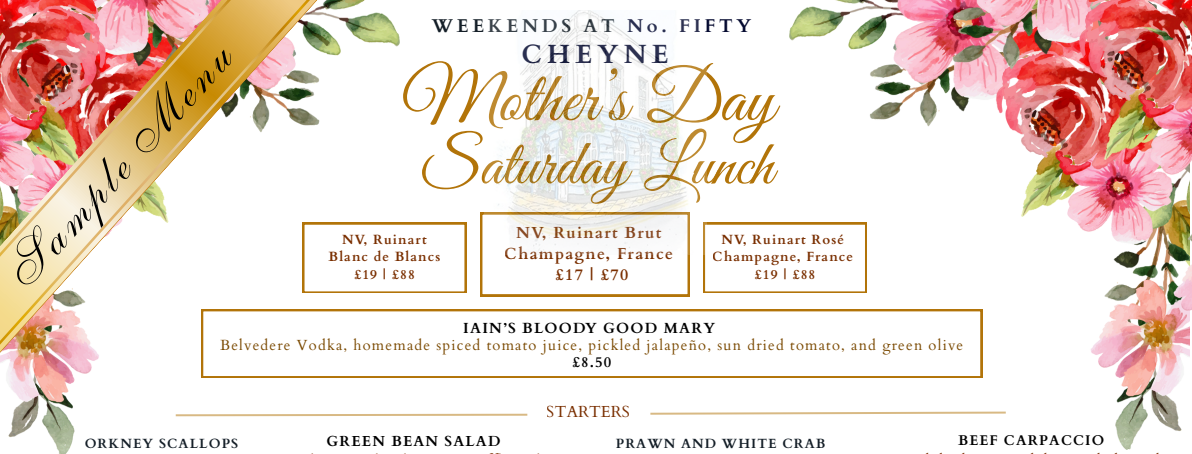 Sample Menu
WEEKENDS AT No. FIFTY
CHEYNE
Mother's Day
Saturday Lunch
NV, Ruinart
Blanc de Blancs
£19 | £88
NV, Ruinart Brut
Champagne, France
£17 | £70
NV, Ruinart Rosé
Champagne, France
£19 | £88
IAIN'S BLOODY GOOD MARY
Belvedere Vodka, homemade spiced tomato juice, pickled jalapeño, sun dried tomato, and green olive
£8.50
STARTERS
ORKNEY SCALLOPS
GREEN BEAN SALAD
PRAWN AND WHITE CRAB
BEEF CARPACCIO